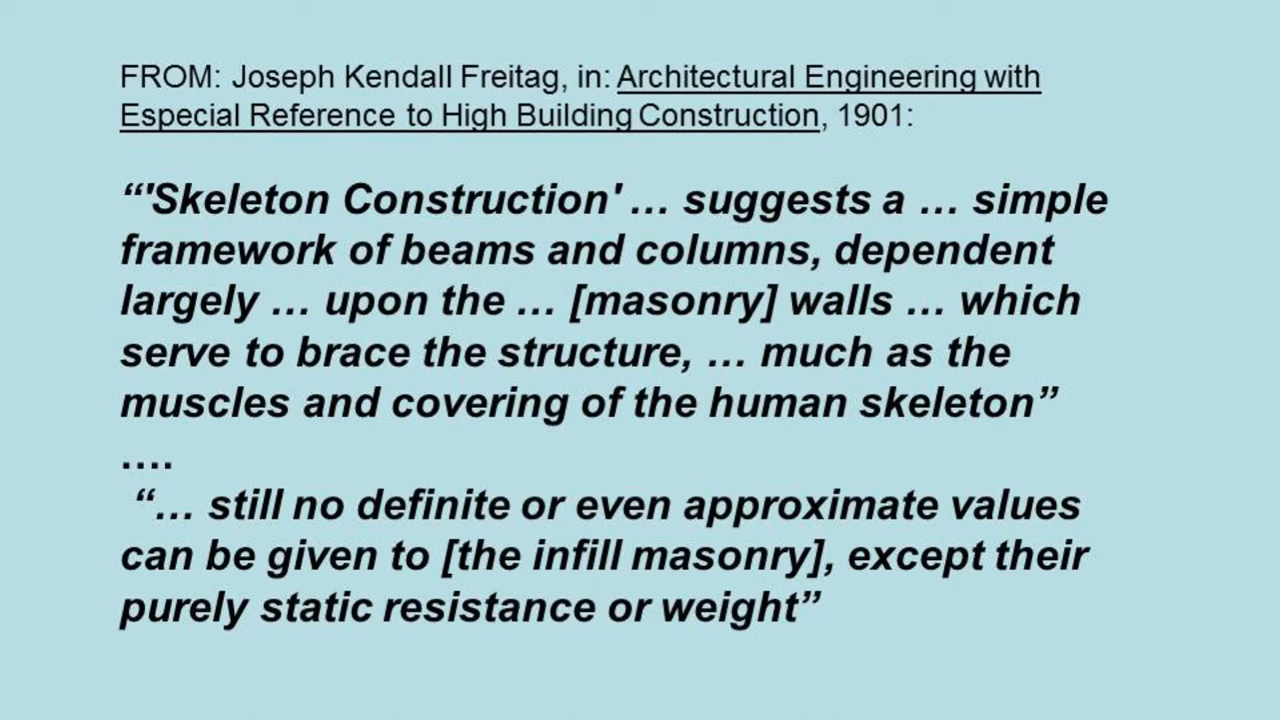 FROM: Joseph Kendall Freitag, in: Architectural Engineering with
Especial Reference to High Building Construction, 1901:
“'Skeleton Construction' … suggests a … simple
framework of beams and columns, dependent
largely … upon the … [masonry] walls … which
serve to brace the structure, … much as the
muscles and covering of the human skeleton”
….
“… still no definite or even approximate values
can be given to [the infill masonry], except their
purely static resistance or weight”